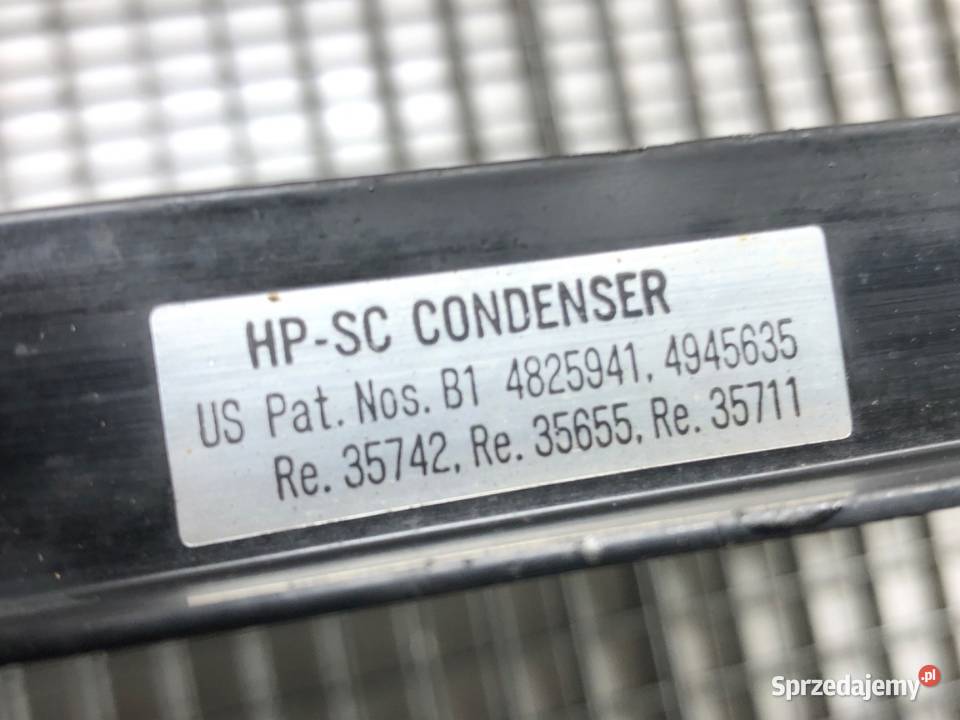 HP-SC CONDENSER
US Pat. Nos. B1 4825941, 4945635
Re. 35742, Re. 35655, Re. 35711
Sprzedajemy.pl